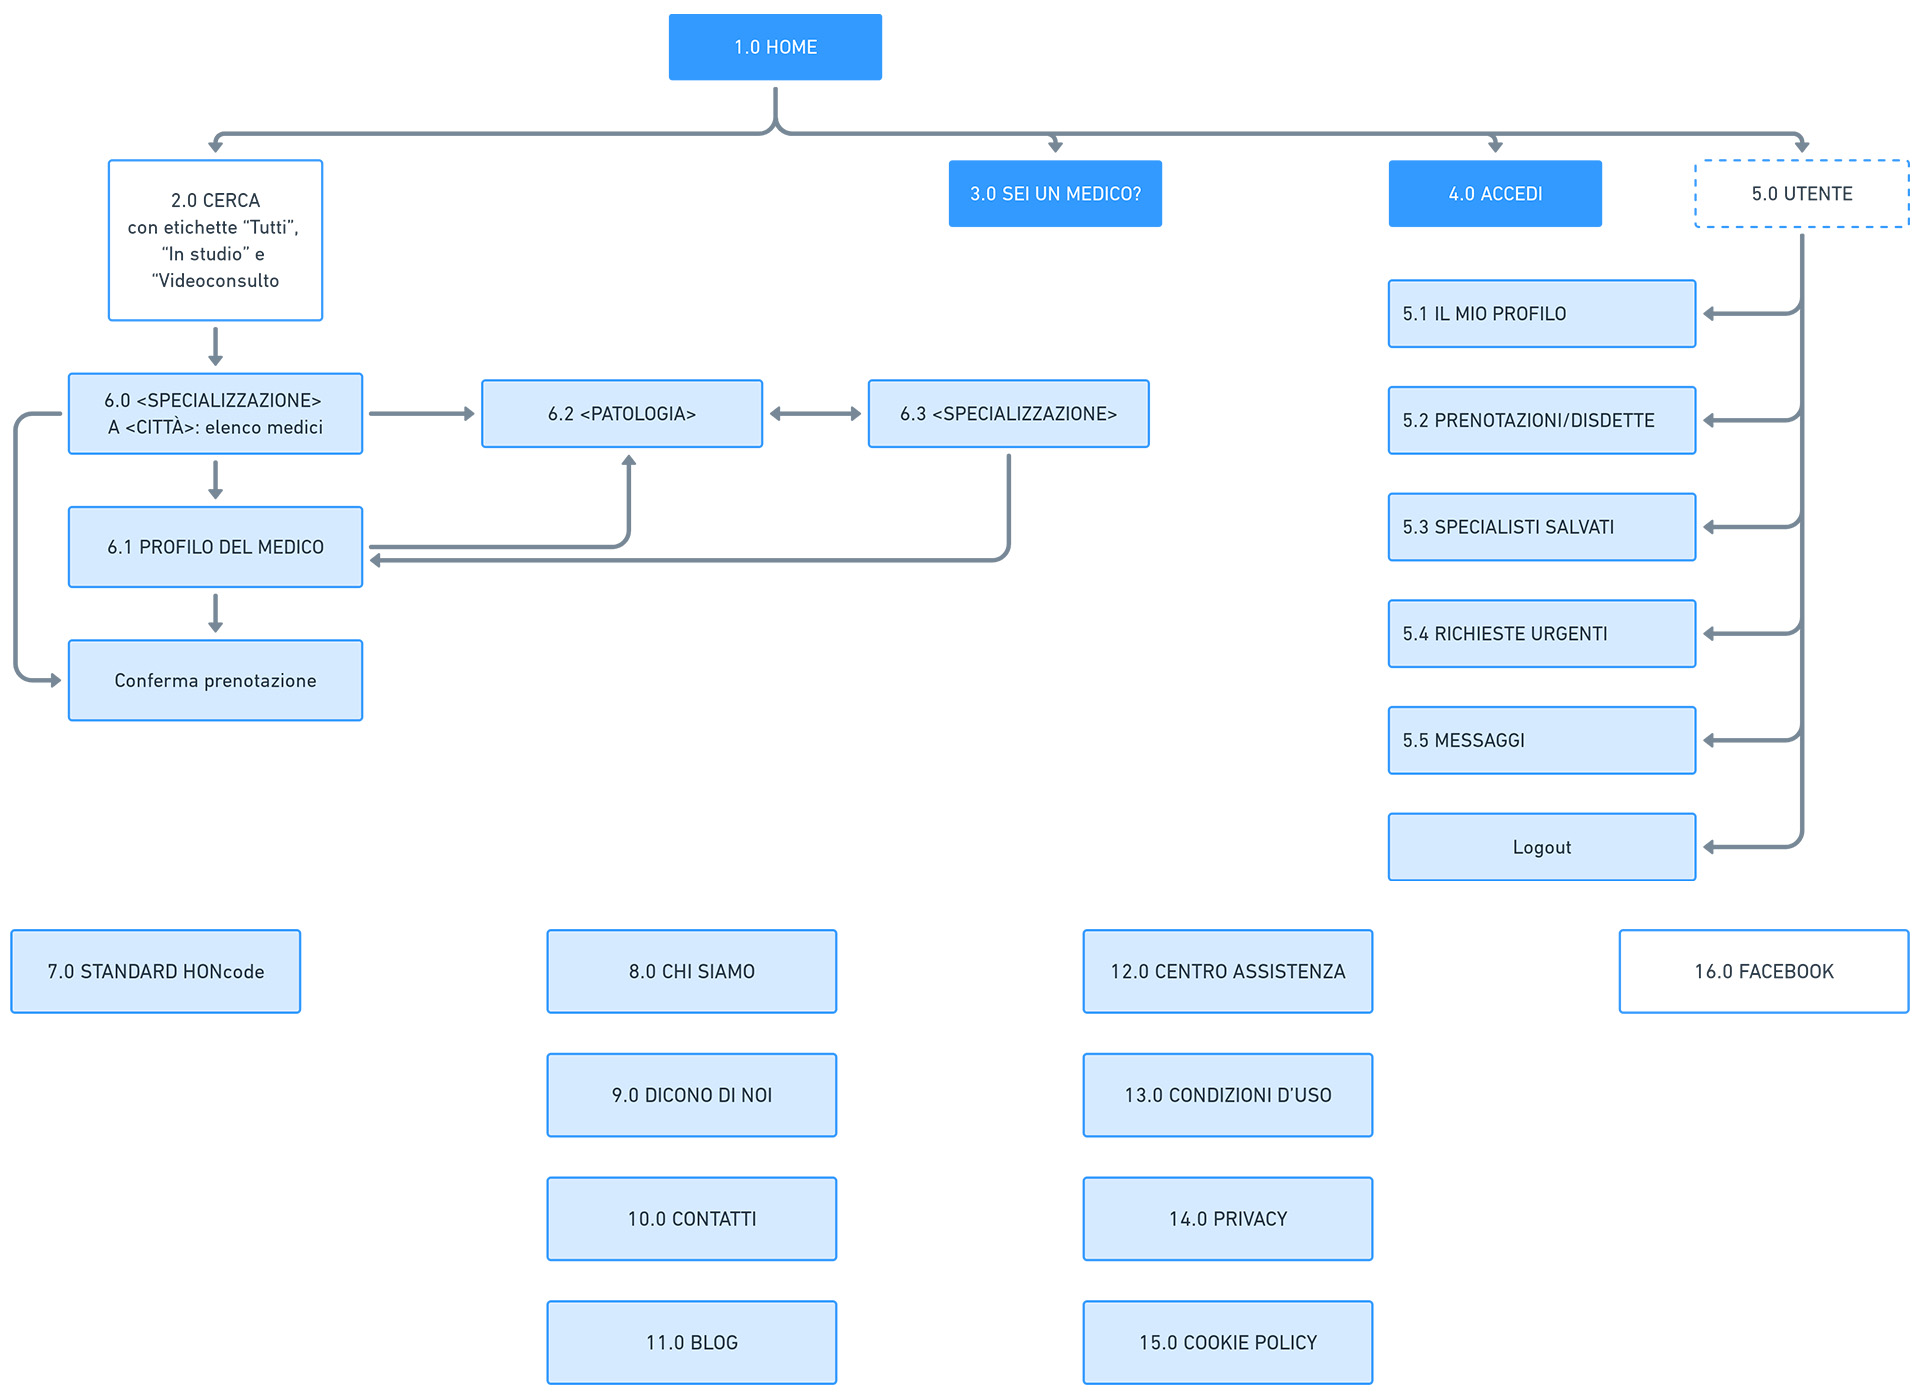 1.0 HOME
2.0 CERCA
con etichette “Tutti”,
“In studio” e
“Videoconsulto
3.0 SEI UN MEDICO?
4.0 ACCEDI
5.0 UTENTE
5.1 IL MIO PROFILO
5.2 PRENOTAZIONI/DISDETTE
5.3 SPECIALISTI SALVATI
5.4 RICHIESTE URGENTI
5.5 MESSAGGI
Logout
6.0 <SPECIALIZZAZIONE>
A <CITTÀ>: elenco medici
6.2 <PATOLOGIA>
6.3 <SPECIALIZZAZIONE>
6.1 PROFILO DEL MEDICO
Conferma prenotazione
7.0 STANDARD HONcode
8.0 CHI SIAMO
9.0 DICONO DI NOI
10.0 CONTATTI
11.0 BLOG
12.0 CENTRO ASSISTENZA
13.0 CONDIZIONI D’USO
14.0 PRIVACY
15.0 COOKIE POLICY
16.0 FACEBOOK